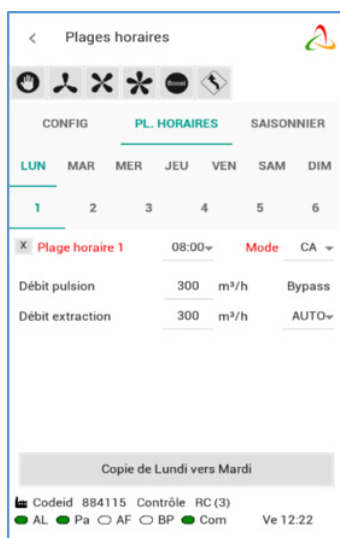 Plages horaires
Boost
CONFIG PL. HORAIRES SAISONNIER
LUN MAR MER JEU VEN SAM DIM
1 2 3 4 5 6
X Plage horaire 1 08:00 Mode CA
Débit pulsion 300 m³/h Bypass
Débit extraction 300 m³/h AUTO
Copie de Lundi vers Mardi
Codeid 884115 Contrôle RC (3)
AL Pa AF BP Com Ve 12:22